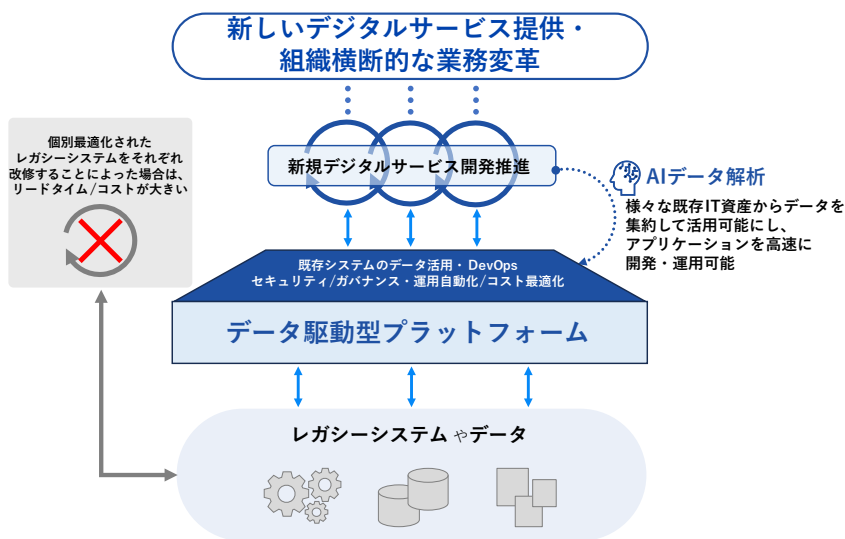 新しいデジタルサービス提供・
組織横断的な業務変革
個別最適化された
レガシーシステムをそれぞれ
改修することによった場合は、
リードタイム/コストが大きい
新規デジタルサービス開発推進
AIデータ解析
様々な既存IT資産からデータを
集約して活用可能にし、
アプリケーションを高速に
開発・運用可能
既存システムのデータ活用・DevOps
セキュリティ/ガバナンス・運用自動化/コスト最適化
データ駆動型プラットフォーム
レガシーシステムやデータ